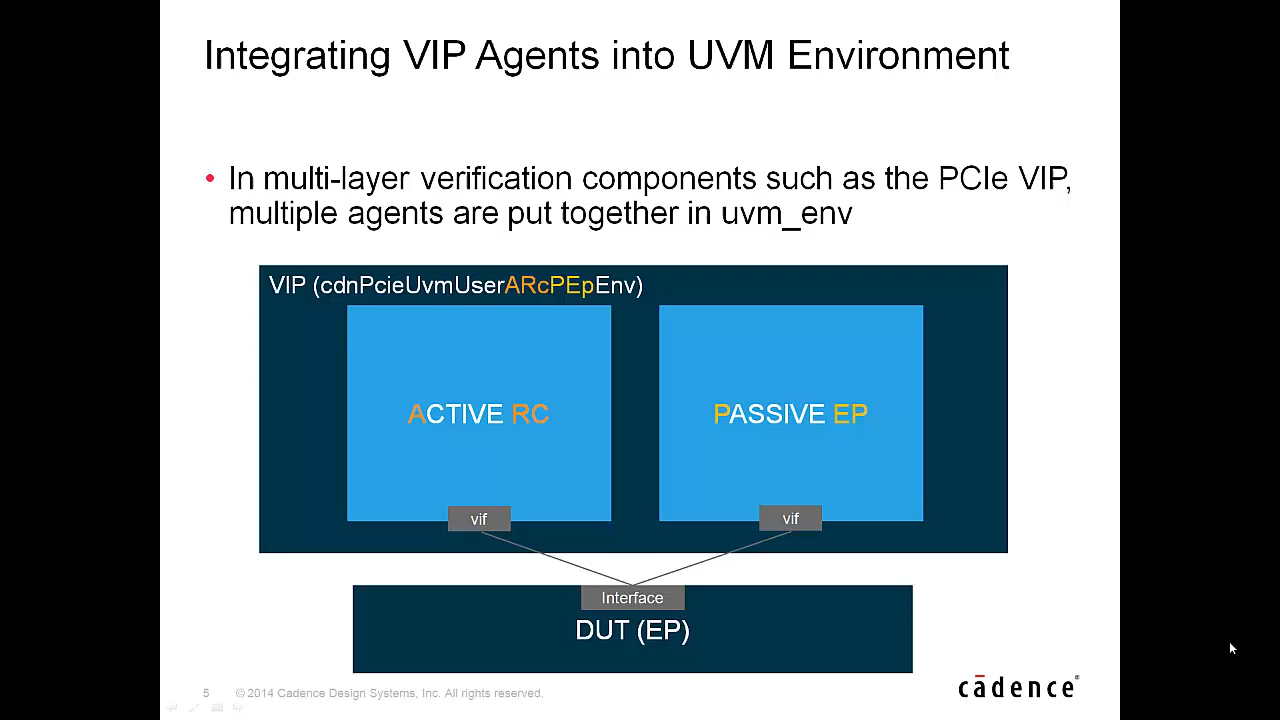 Integrating VIP Agents into UVM Environment
• In multi-layer verification components such as the PCIe VIP,
multiple agents are put together in uvm_env
VIP (cdnPcieUvmUserARcPEpEnv)
ACTIVE RC
PASSIVE EP
vif
vif
Interface
DUT (EP)
5
© 2014 Cadence Design Systems, Inc. All rights reserved.
cādence®